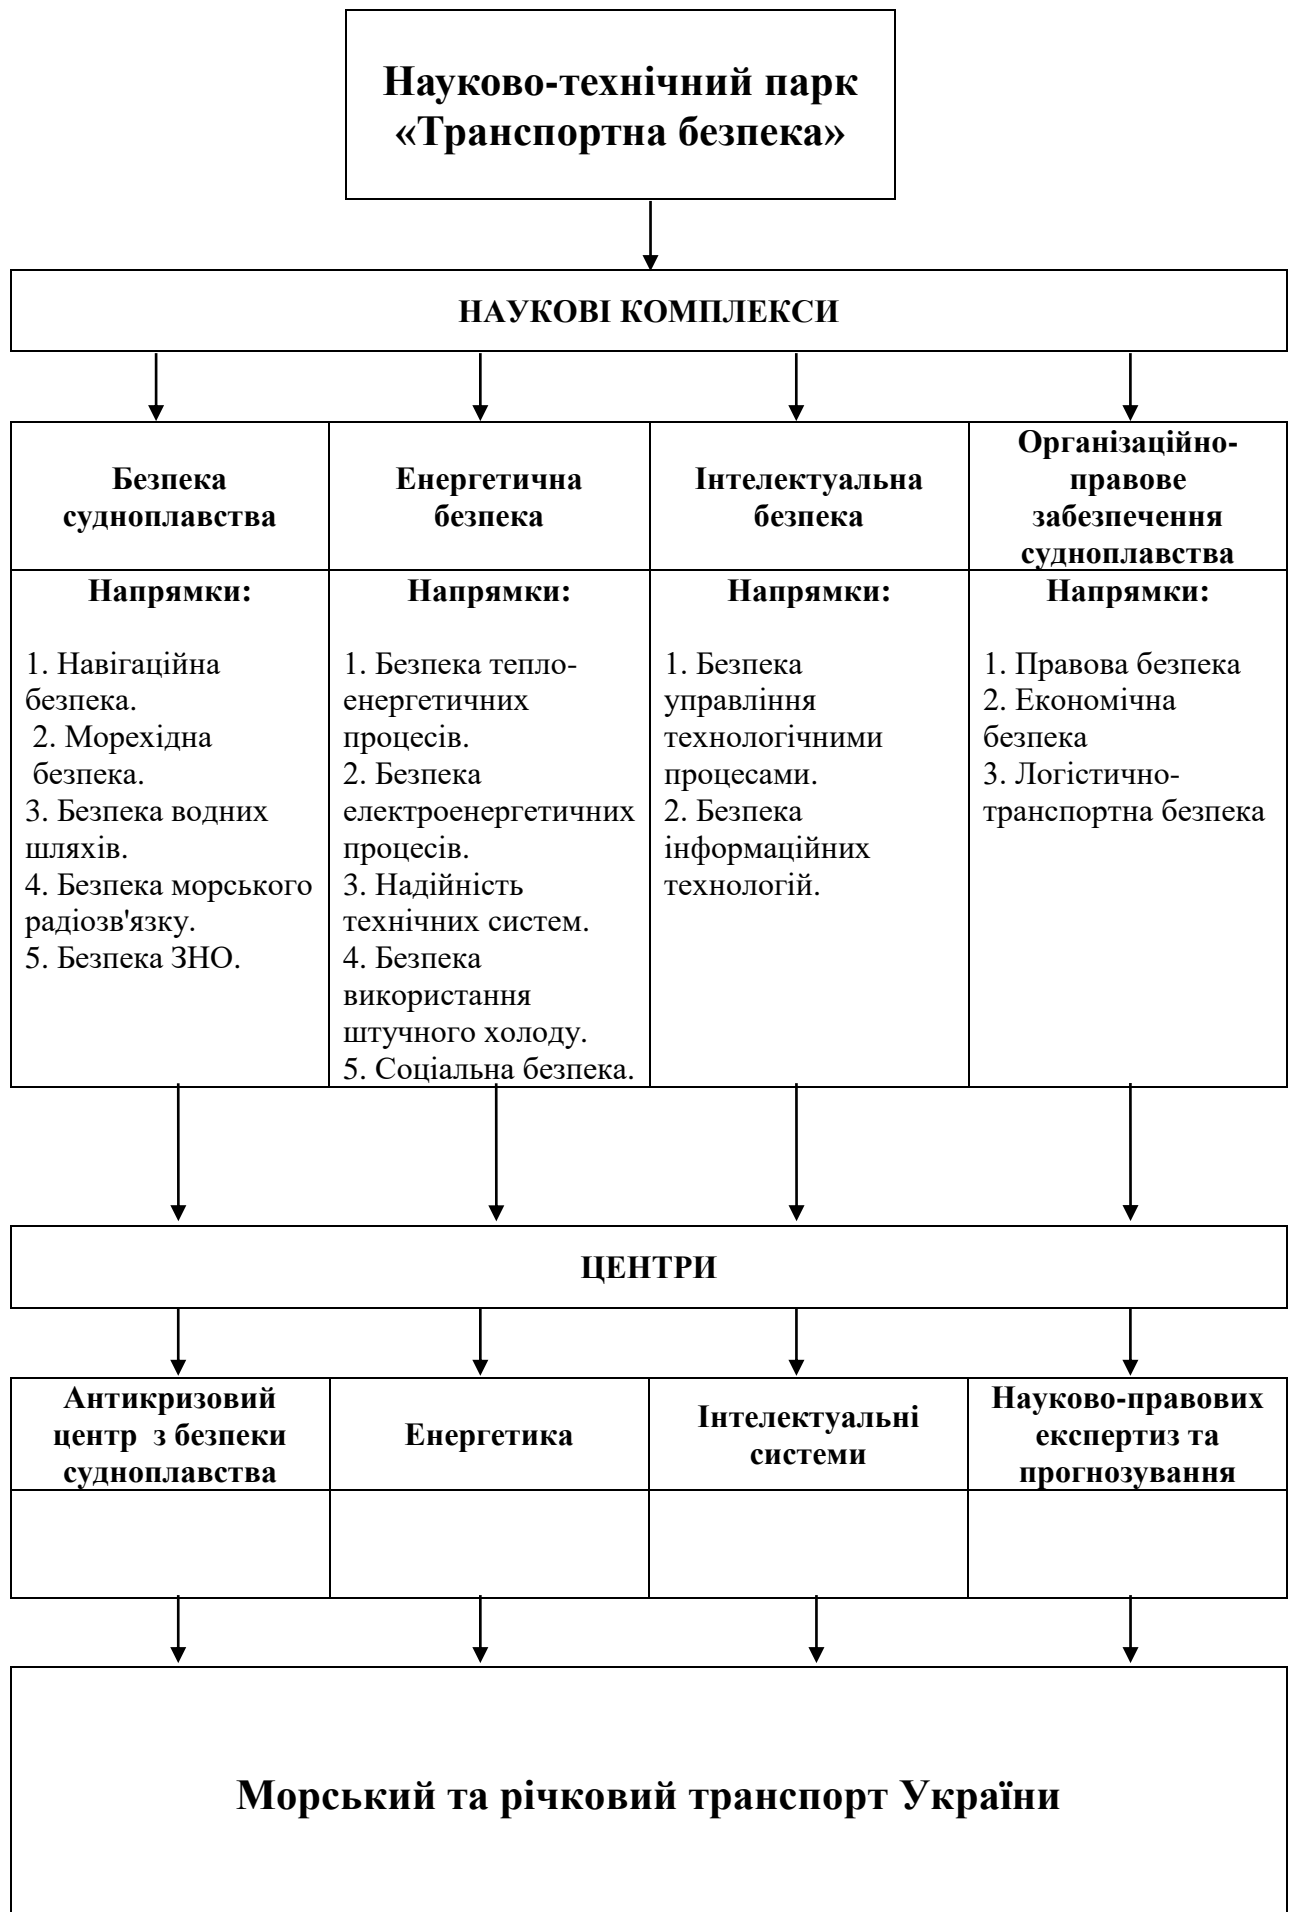 Науково-технічний парк
«Транспортна безпека»
НАУКОВІ КОМПЛЕКСИ
Безпека
судноплавства
Енергетична
безпека
Інтелектуальна
безпека
Організаційно-
правове
забезпечення
судноплавства
Напрямки:
1. Навігаційна
безпека.
2. Морехідна
безпека.
3. Безпека водних
шляхів.
4. Безпека морського
радіозв'язку.
5. Безпека ЗНО.
Напрямки:
1. Безпека тепло-
енергетичних
процесів.
2. Безпека
електроенергетичних
процесів.
3. Надійність
технічних систем.
4. Безпека
використання
штучного холоду.
5. Соціальна безпека.
Напрямки:
1. Безпека
управління
технологічними
процесами.
2. Безпека
інформаційних
технологій.
Напрямки:
1. Правова безпека
2. Економічна
безпека
3. Логістично-
транспортна безпека
ЦЕНТРИ
Антикризовий
центр з безпеки
судноплавства
Енергетика
Інтелектуальні
системи
Науково-правових
експертиз та
прогнозування
Морський та річковий транспорт України